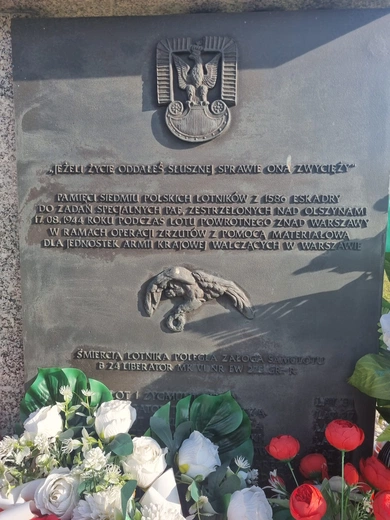 „JEŻELI ŻYCIE ODDAŁEŚ SŁUSZNEJ SPRAWIE ONA ZWYCIĘŻY”
PAMIĘCI SIEDMIU POLSKICH LOTNIKÓW Z 1586 ESKADRY
DO ZADAŃ SPECJALNYCH PAF, ZESTRZELONYCH NAD OLSZYNAMI
17.08.1944 ROKU PODCZAS LOTU POWROTNEGO ZNAD WARSZAWY
W RAMACH OPERACJI ZRZUTÓW Z POMOCĄ MATERIAŁOWĄ
DLA JEDNOSTEK ARMII KRAJOWEJ WALCZĄCYCH W WARSZAWIE
ŚMIERCIĄ LOTNIKA POLEGŁA ZAŁOGA
B 24 LIBERATOR